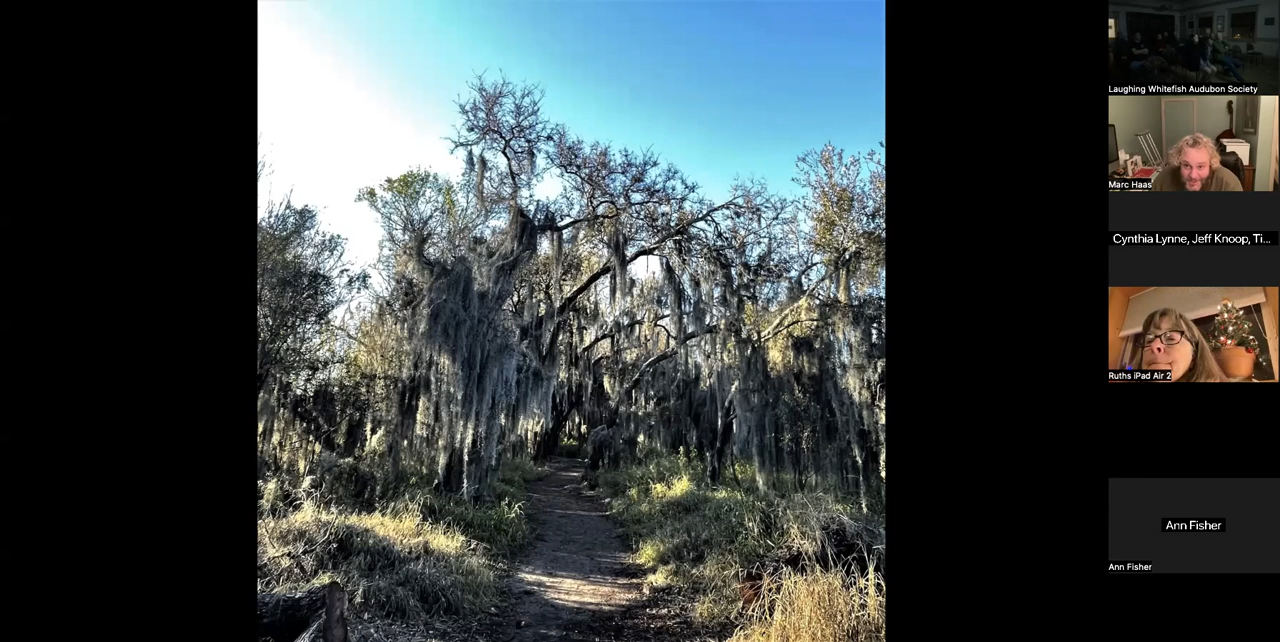 Laughing Whitefish Audubon Society
Marc Haas
Cynthia Lynne, Jeff Knoop, Ti...
Ruths iPad Air 2
Ann Fisher
Ann Fisher